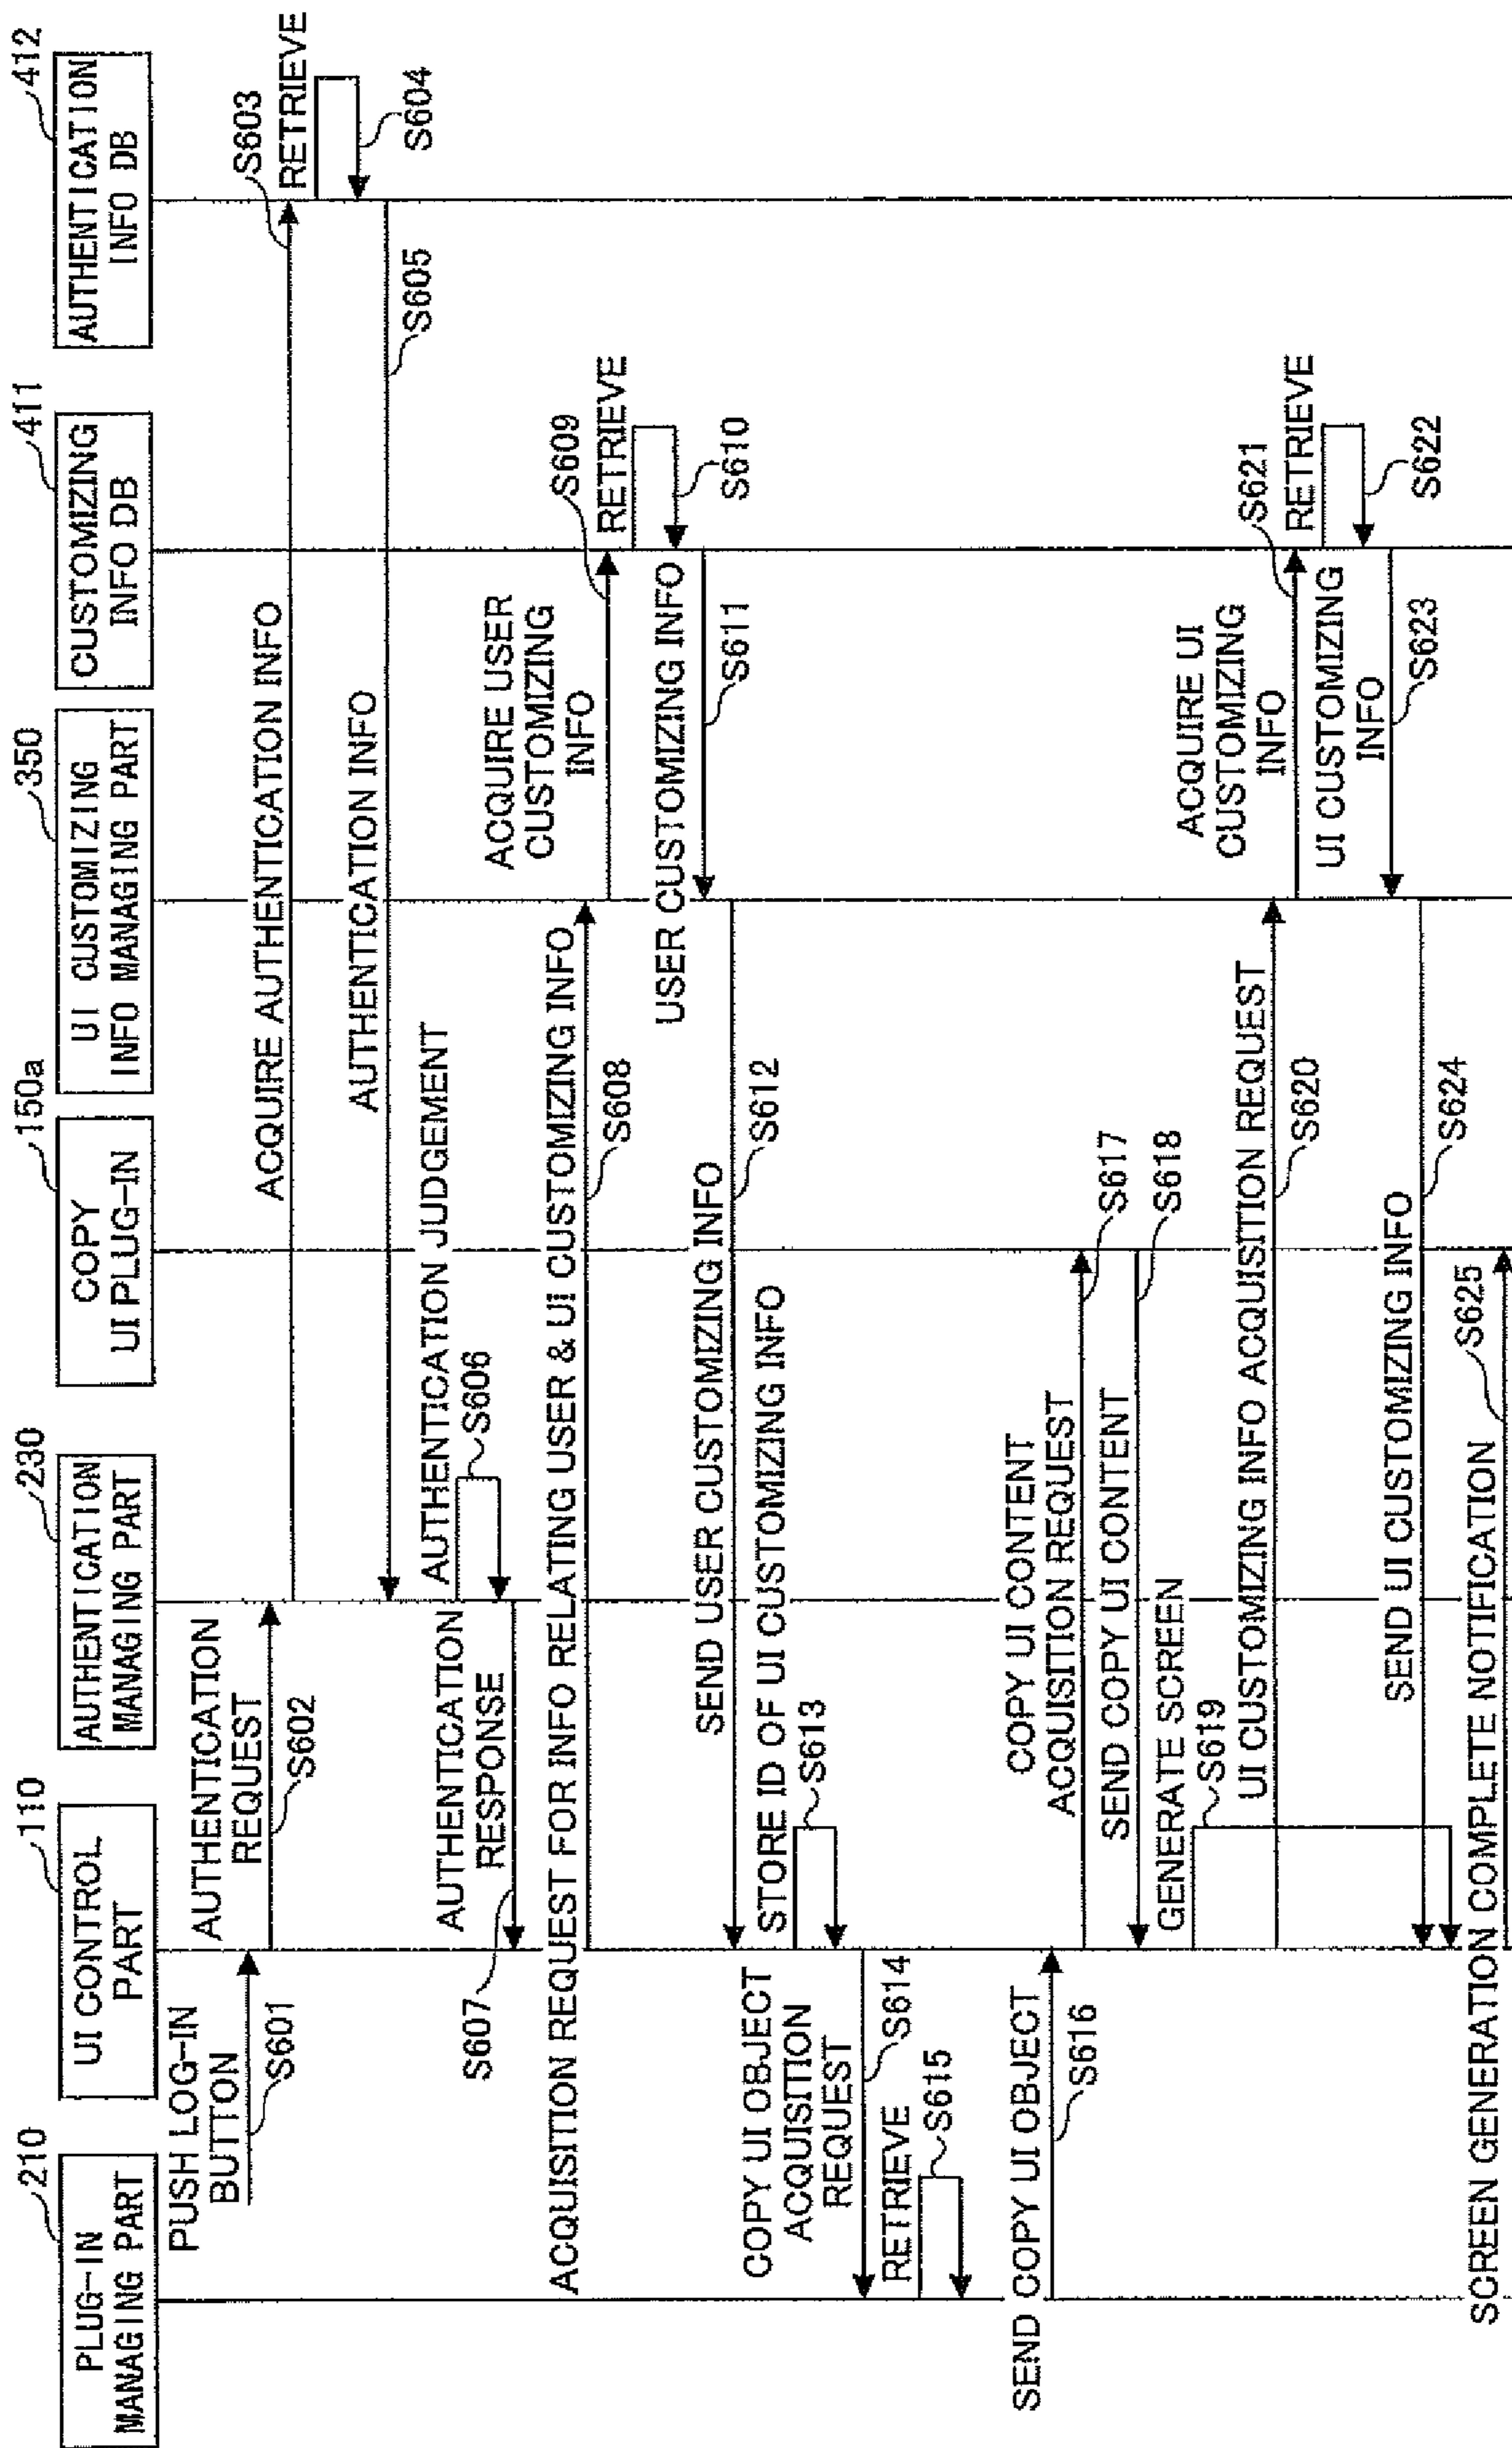 210
PLUG-IN
MANAGING PART
110
UI CONTROL
PART
230
AUTHENTICATION
MANAGING PART
150a
COPY
UI PLUG-IN
350
UI CUSTOMIZING
INFO MANAGING PART
411
CUSTOMIZING
INFO DB
412
AUTHENTICATION
INFO DB
PUSH LOG-IN
BUTTON
S601
AUTHENTICATION
REQUEST
S602
ACQUIRE AUTHENTICATION INFO
S603
RETRIEVE
S604
AUTHENTICATION INFO
S605
AUTHENTICATION JUDGEMENT
S606
AUTHENTICATION
RESPONSE
S607
ACQUISITION REQUEST FOR INFO RELATING USER & UI CUSTOMIZING INFO
S608
ACQUIRE USER
CUSTOMIZING
INFO
S609
RETRIEVE
S610
USER CUSTOMIZING INFO
S611
SEND USER CUSTOMIZING INFO
S612
STORE ID OF UI CUSTOMIZING INFO
S613
COPY UI OBJECT
ACQUISITION
REQUEST
S614
RETRIEVE
S615
SEND COPY UI OBJECT
S616
COPY UI CONTENT
ACQUISITION REQUEST
S617
SEND COPY UI CONTENT
S618
GENERATE SCREEN
S619
UI CUSTOMIZING INFO ACQUISITION REQUEST
S620
ACQUIRE UI
CUSTOMIZING
INFO
S621
RETRIEVE
S622
UI CUSTOMIZING
INFO
S623
SEND UI CUSTOMIZING INFO
S624
SCREEN GENERATION COMPLETE NOTIFICATION
S625